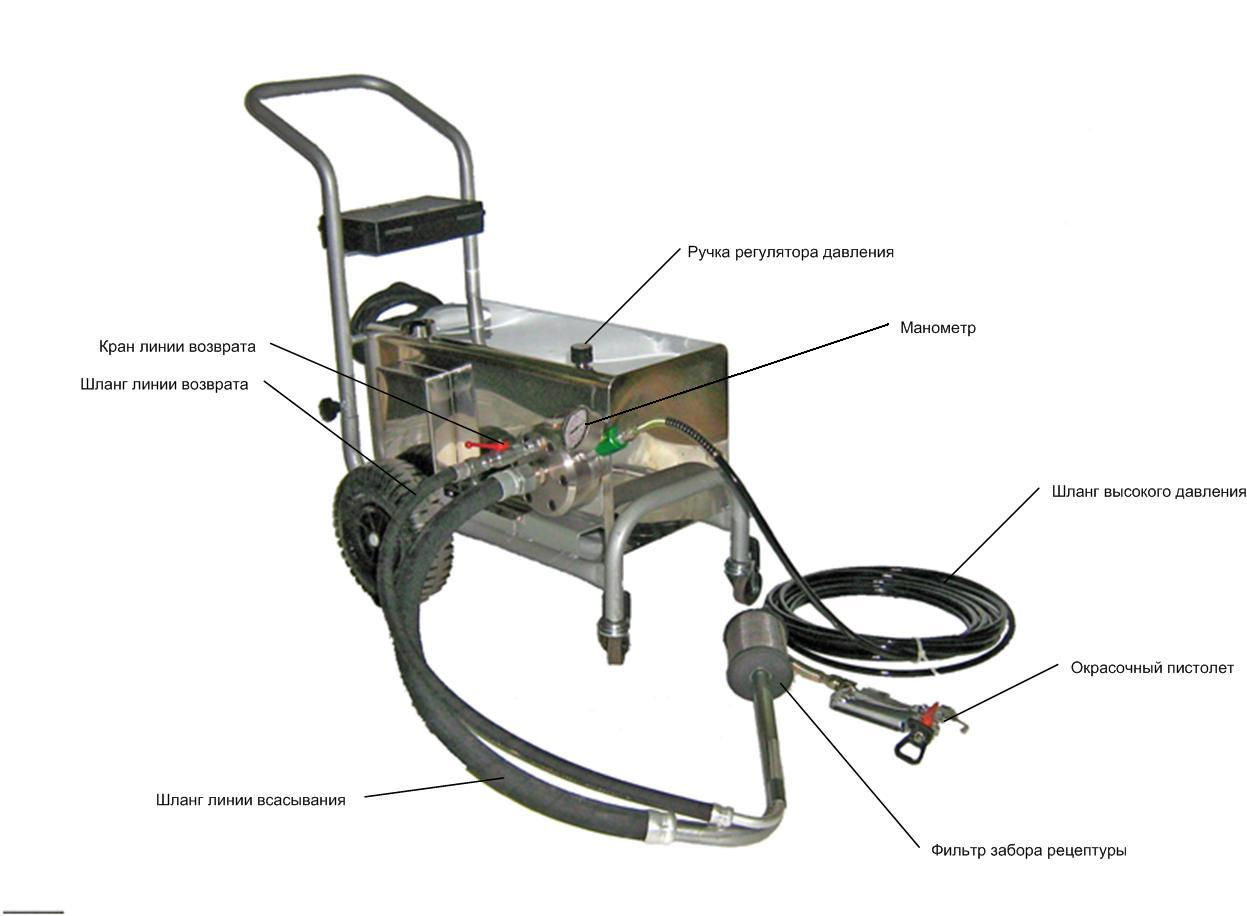 Ручка регулятора давления
Манометр
Кран линии возврата
Шланг линии возврата
Шланг высокого давления
Окрасочный пистолет
Шланг линии всасывания
Фильтр забора рецептуры